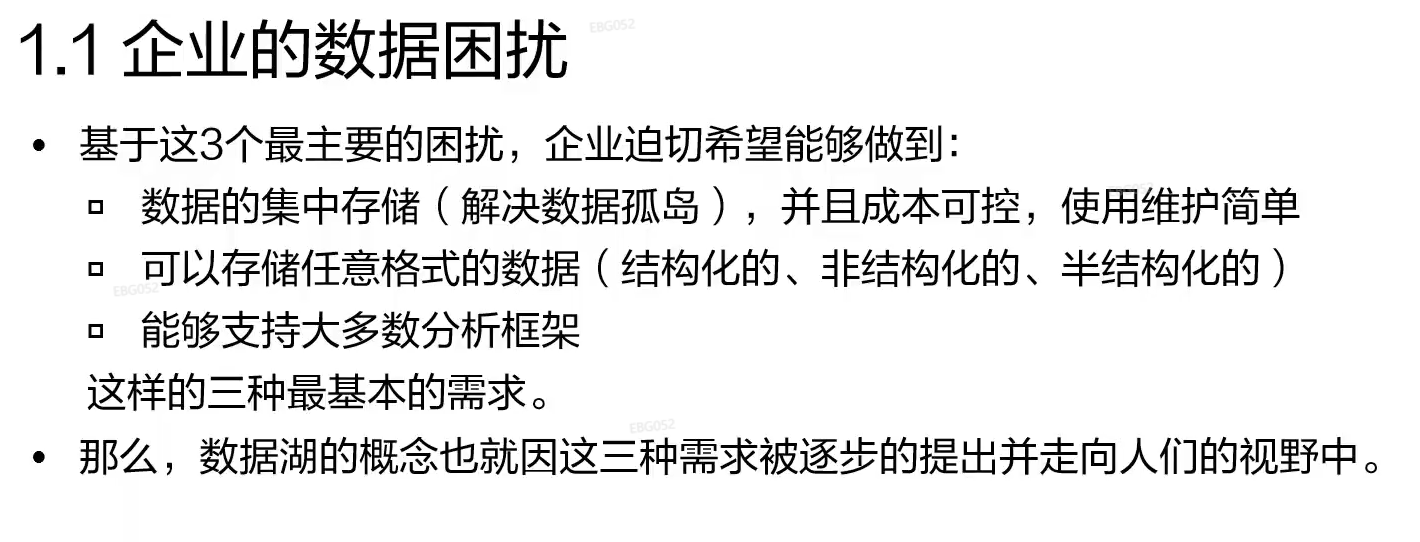 1.1 企业的数据困扰
EBG052
• 基于这3个最主要的困扰，企业迫切希望能够做到：
▫ 数据的集中存储（解决数据孤岛），并且成本可控，使用维护简单
EBG052
▫ 可以存储任意格式的数据（结构化的、非结构化的、半结构化的）
EBG052
▫ 能够支持大多数分析框架
这样的三种最基本的需求。
EBG052
• 那么，数据湖的概念也就因这三种需求被逐步的提出并走向人们的视野中。